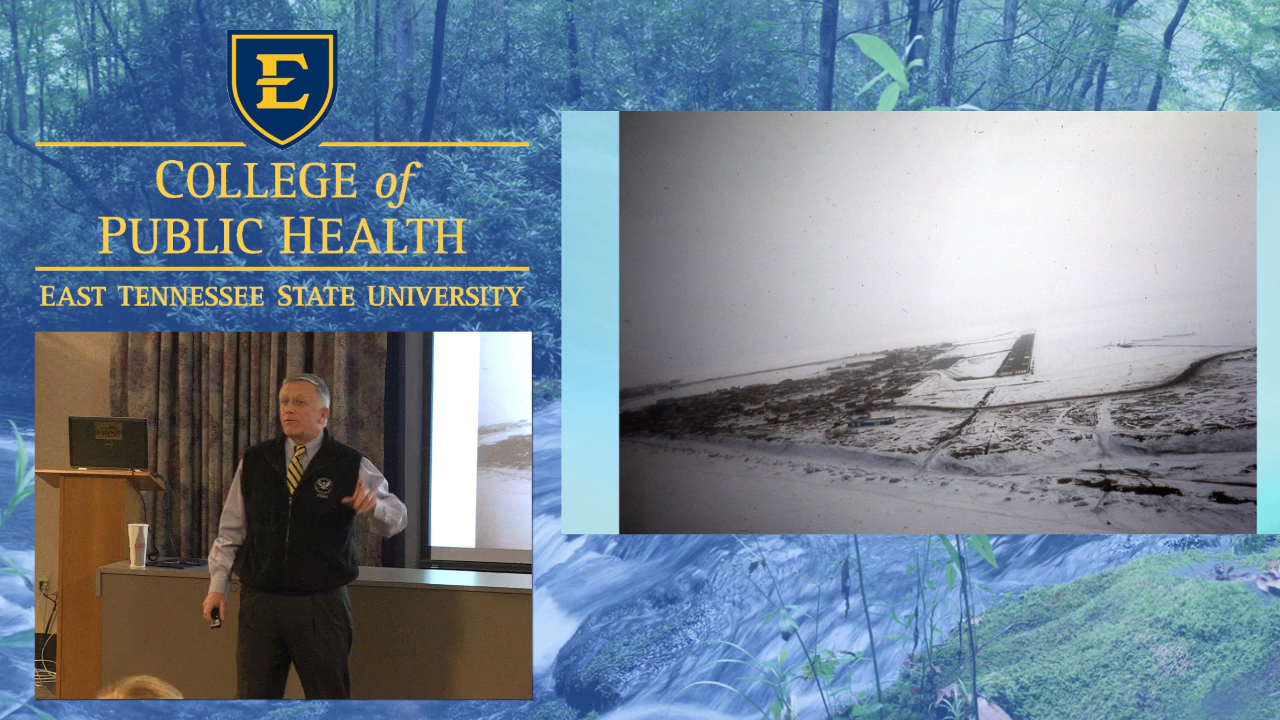 E
COLLEGE of
PUBLIC HEALTH
EAST TENNESSEE STATE UNIVERSITY